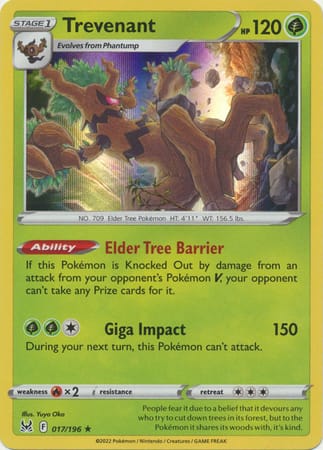 STAGE 1
Trevenant
HP 120
Evolves from Phantump
NO. 709 Elder Tree Pokémon HT: 4'11" WT: 156.5 lbs.
Ability Elder Tree Barrier
If this Pokémon is Knocked Out by damage from an
attack from your opponent's Pokémon V, your opponent
can't take any Prize cards for it.
Giga Impact 150
During your next turn, this Pokémon can't attack.
weakness ×2 resistance retreat
Illus. Yuyo Oka
F 017/196 ★
People fear it due to a belief that it devours any
who try to cut down trees in its forest, but to the
Pokémon it shares its woods with, it's kind.
©2022 Pokémon / Nintendo / Creatures / GAME FREAK